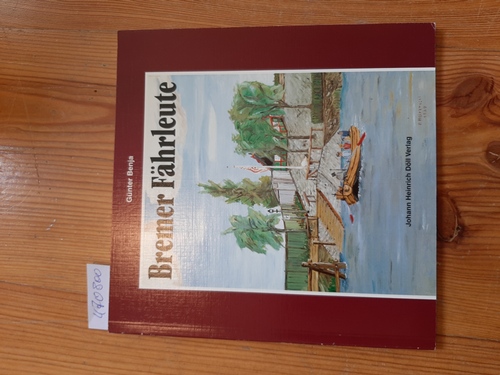 Günter Benja
Bremer Fährleute
Johann Heinrich Döll Verlag